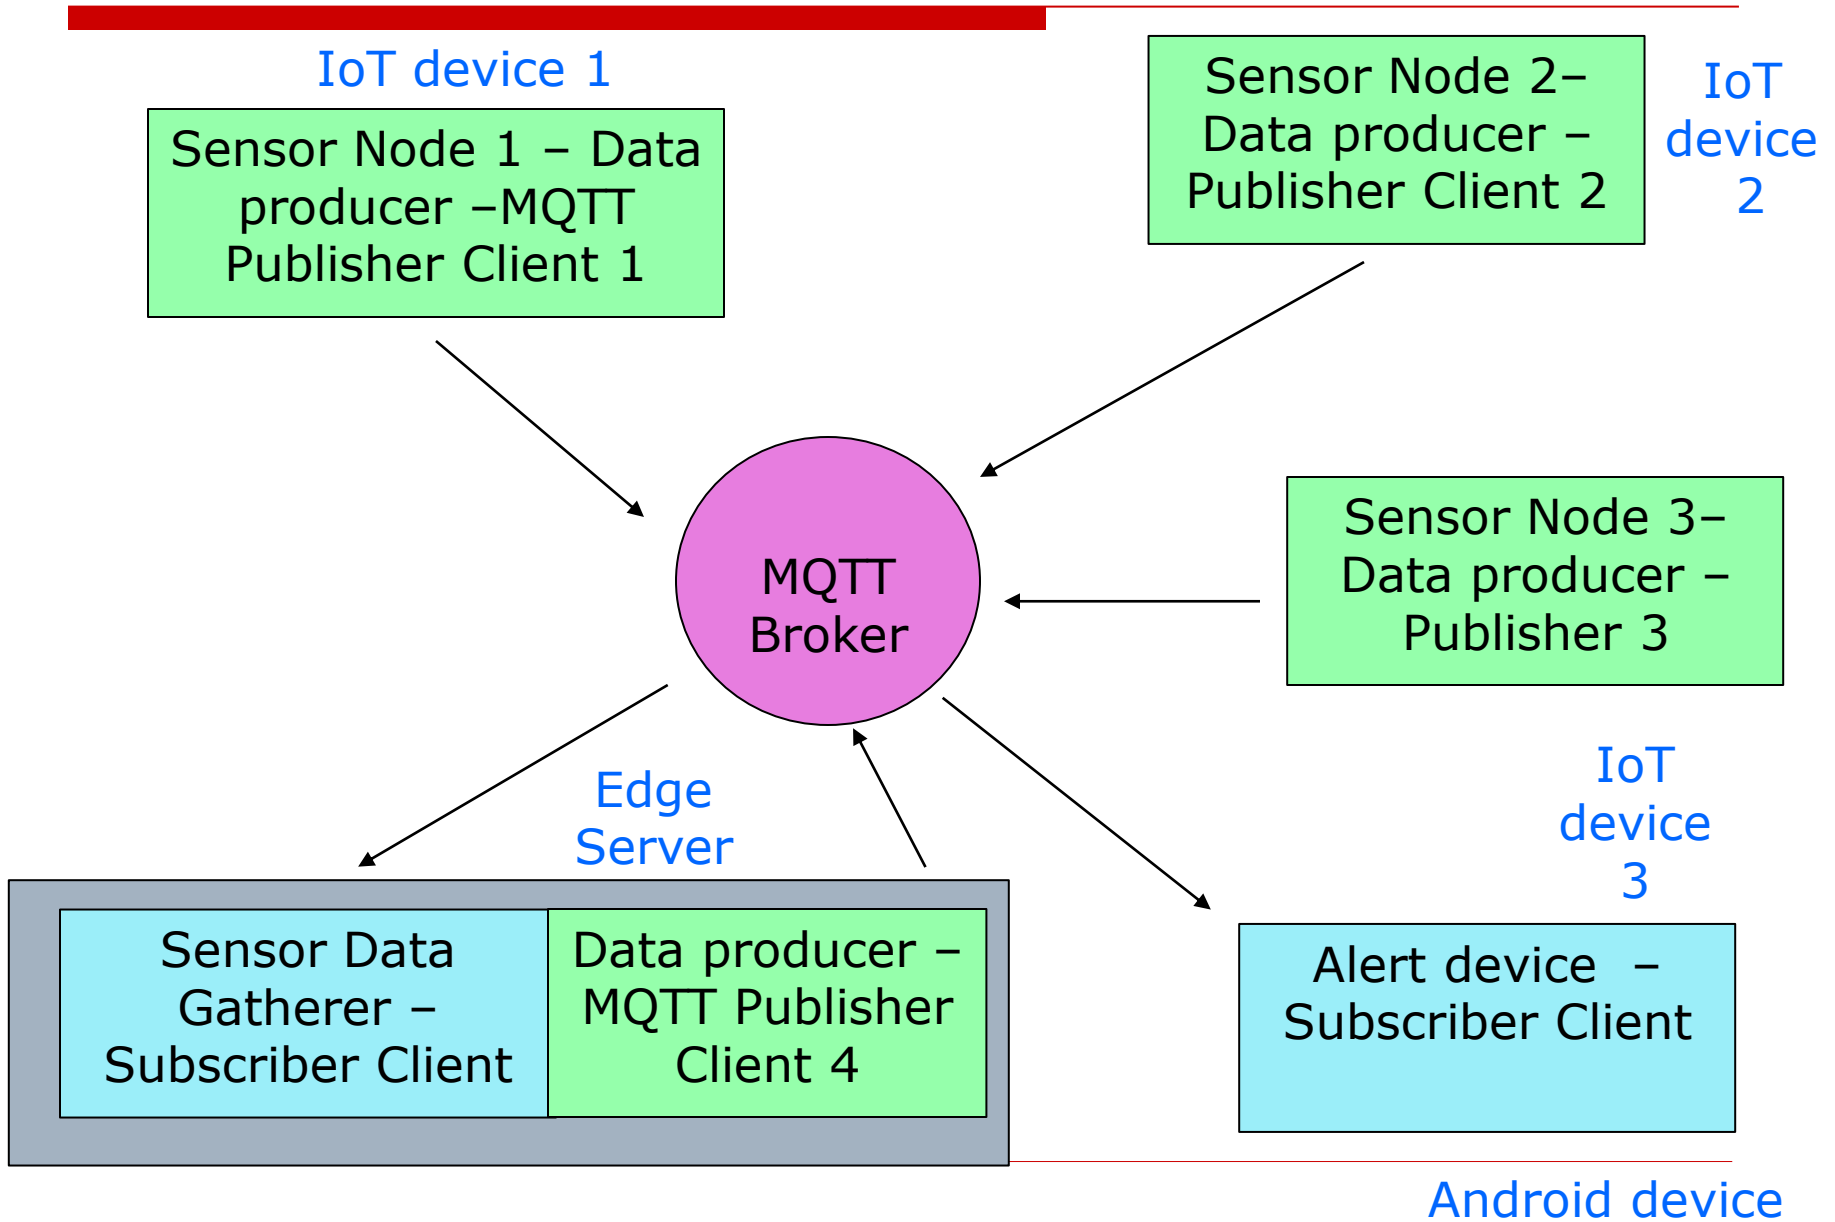 IoT device 1
Sensor Node 1 – Data
producer –MQTT
Publisher Client 1
Sensor Node 2–
Data producer –
Publisher Client 2
IoT
device
2
MQTT
Broker
Sensor Node 3–
Data producer –
Publisher 3
IoT
device
3
Edge
Server
Sensor Data
Gatherer –
Subscriber Client
Data producer –
MQTT Publisher
Client 4
Alert device  –
Subscriber Client
Android device